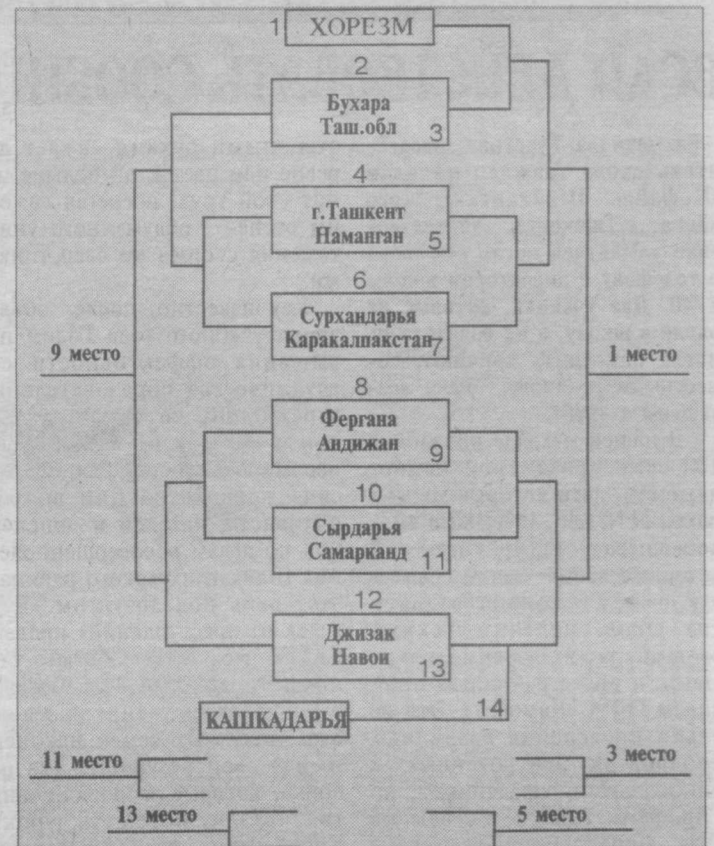 1 ХОРЕЗМ
2
Бухара
Таш.обл 3
4
г.Ташкент
Наманган 5
6
Сурхандарья
Каракалпакстан 7
9 место
1 место
8
Фергана
Андижан 9
10
Сырдарья
Самарканд 11
12
Джизак
Навои 13
КАШКАДАРЬЯ 14
11 место
3 место
13 место
5 место